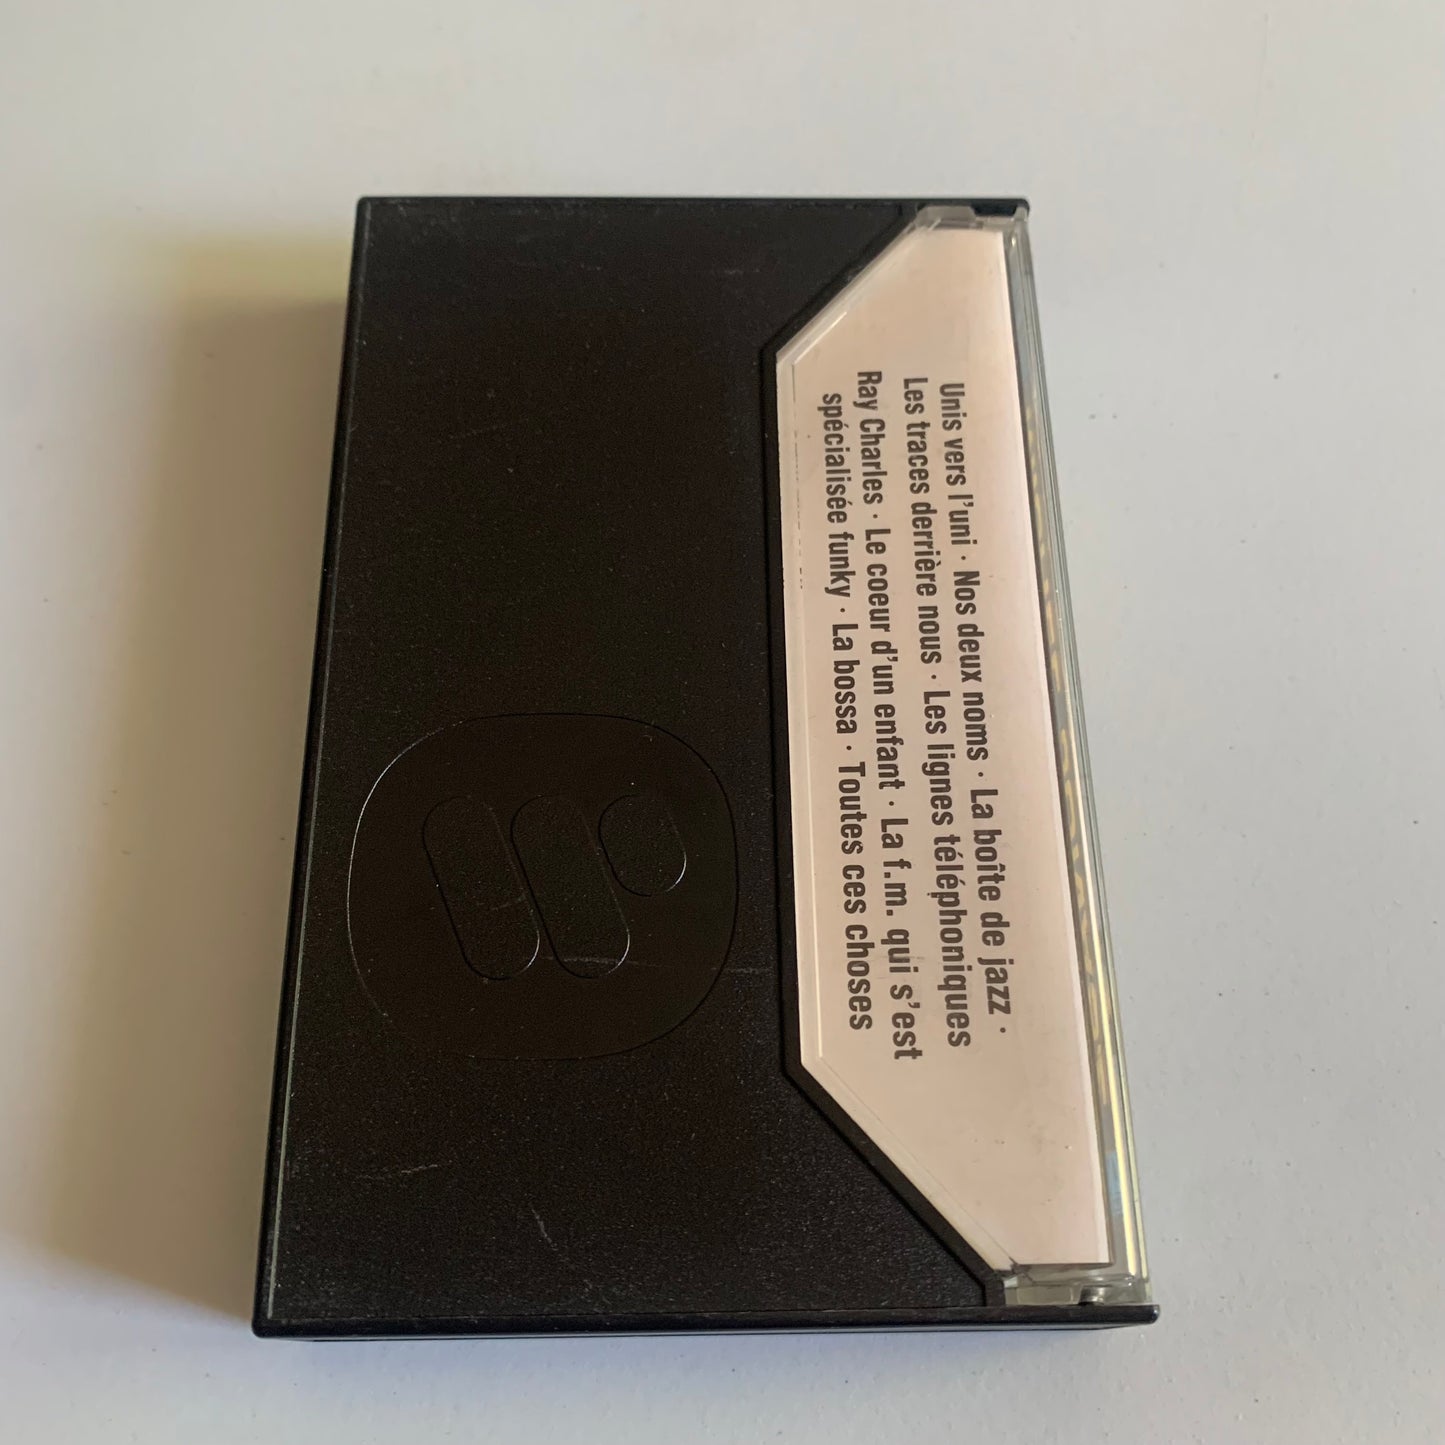 Unis vers l'uni · Nos deux noms · La boîte de jazz ·
Les traces derrière nous · Les lignes téléphoniques
Ray Charles · Le coeur d'un enfant · La f.m. qui s'est
spécialisée funky · La bossa · Toutes ces choses